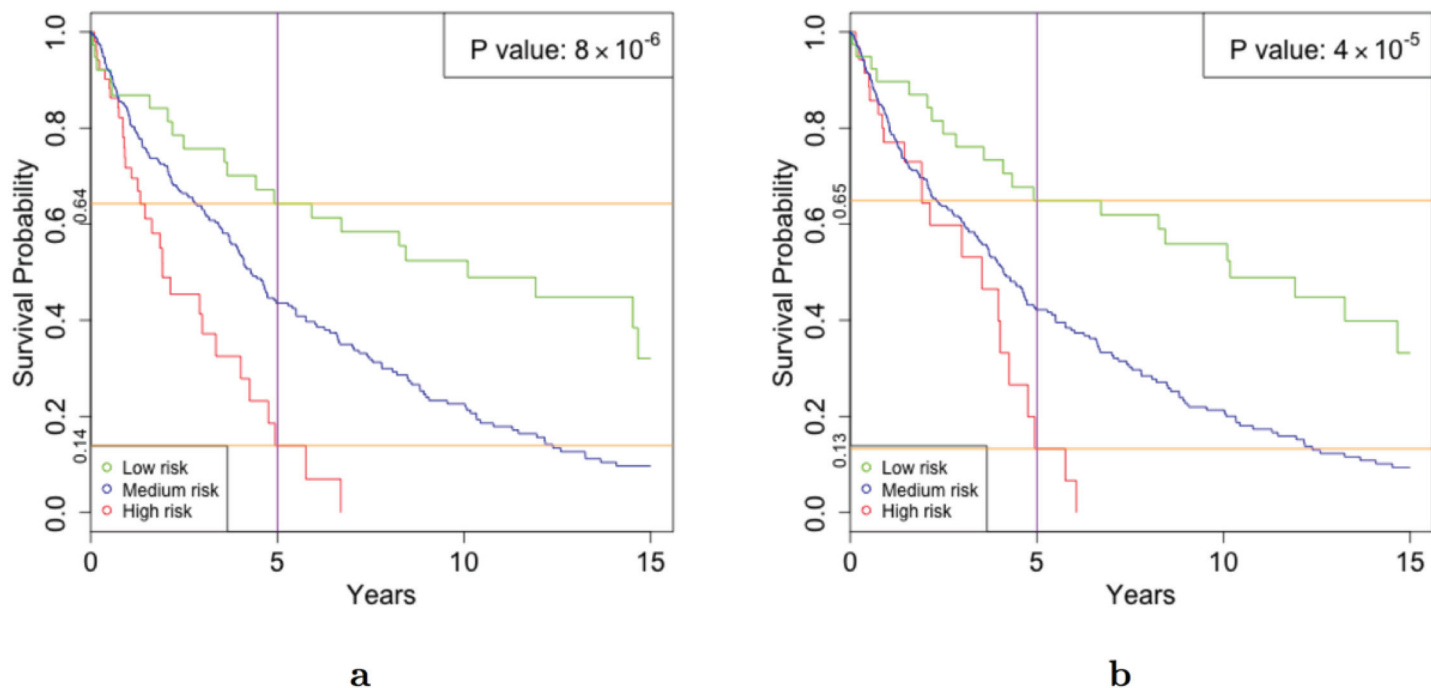 P value: 8 × 10⁻⁶
Survival Probability
1.0
0.8
0.64
0.6
0.4
0.2
0.14
0.0
Low risk
Medium risk
High risk
0
5
10
15
Years
a
P value: 4 × 10⁻⁵
Survival Probability
1.0
0.8
0.65
0.6
0.4
0.2
0.13
0.0
Low risk
Medium risk
High risk
0
5
10
15
Years
b